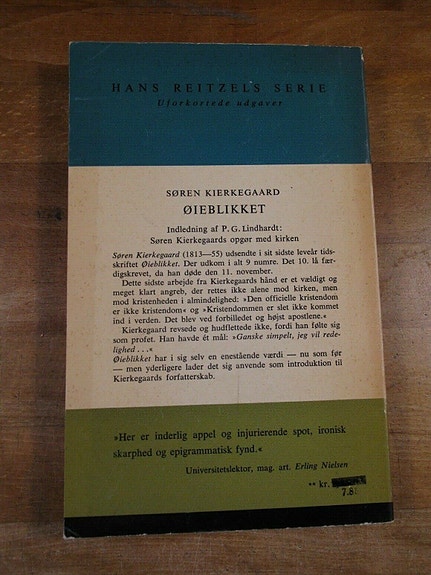 HANS REITZELS SERIE
Uforkortede udgaver
SØREN KIERKEGAARD
ØIEBLIKKET
Indledning af P. G. Lindhardt:
Søren Kierkegaards opgør med kirken
Søren Kierkegaard (1813—55) udsendte i sit sidste leveår tids-
skriftet Øieblikket. Der udkom i alt 9 numre. Det 10. lå fær-
digskrevet, da han døde den 11. november.
Dette sidste arbejde fra Kierkegaards hånd er et vældigt og
meget klart angreb, der rettes ikke alene mod kirken, men
mod kristenheden i almindelighed: »Den officielle kristendom
er ikke kristendom« og »Kristendommen er slet ikke kommet
ind i verden. Det blev ved forbilledet og højst apostlene.«
Kierkegaard revsede og hudflettede ikke, fordi han følte sig
som profet. Han havde ét mål: »Ganske simpelt, jeg vil rede-
lighed . . .«
Øieblikket har i sig selv en enestående værdi — nu som før
— men yderligere lader det sig anvende som introduktion til
Kierkegaards forfatterskab.
»Her er inderlig appel og injurierende spot, ironisk
skarphed og epigrammatisk fynd.«
Universitetslektor, mag. art. Erling Nielsen
** kr.